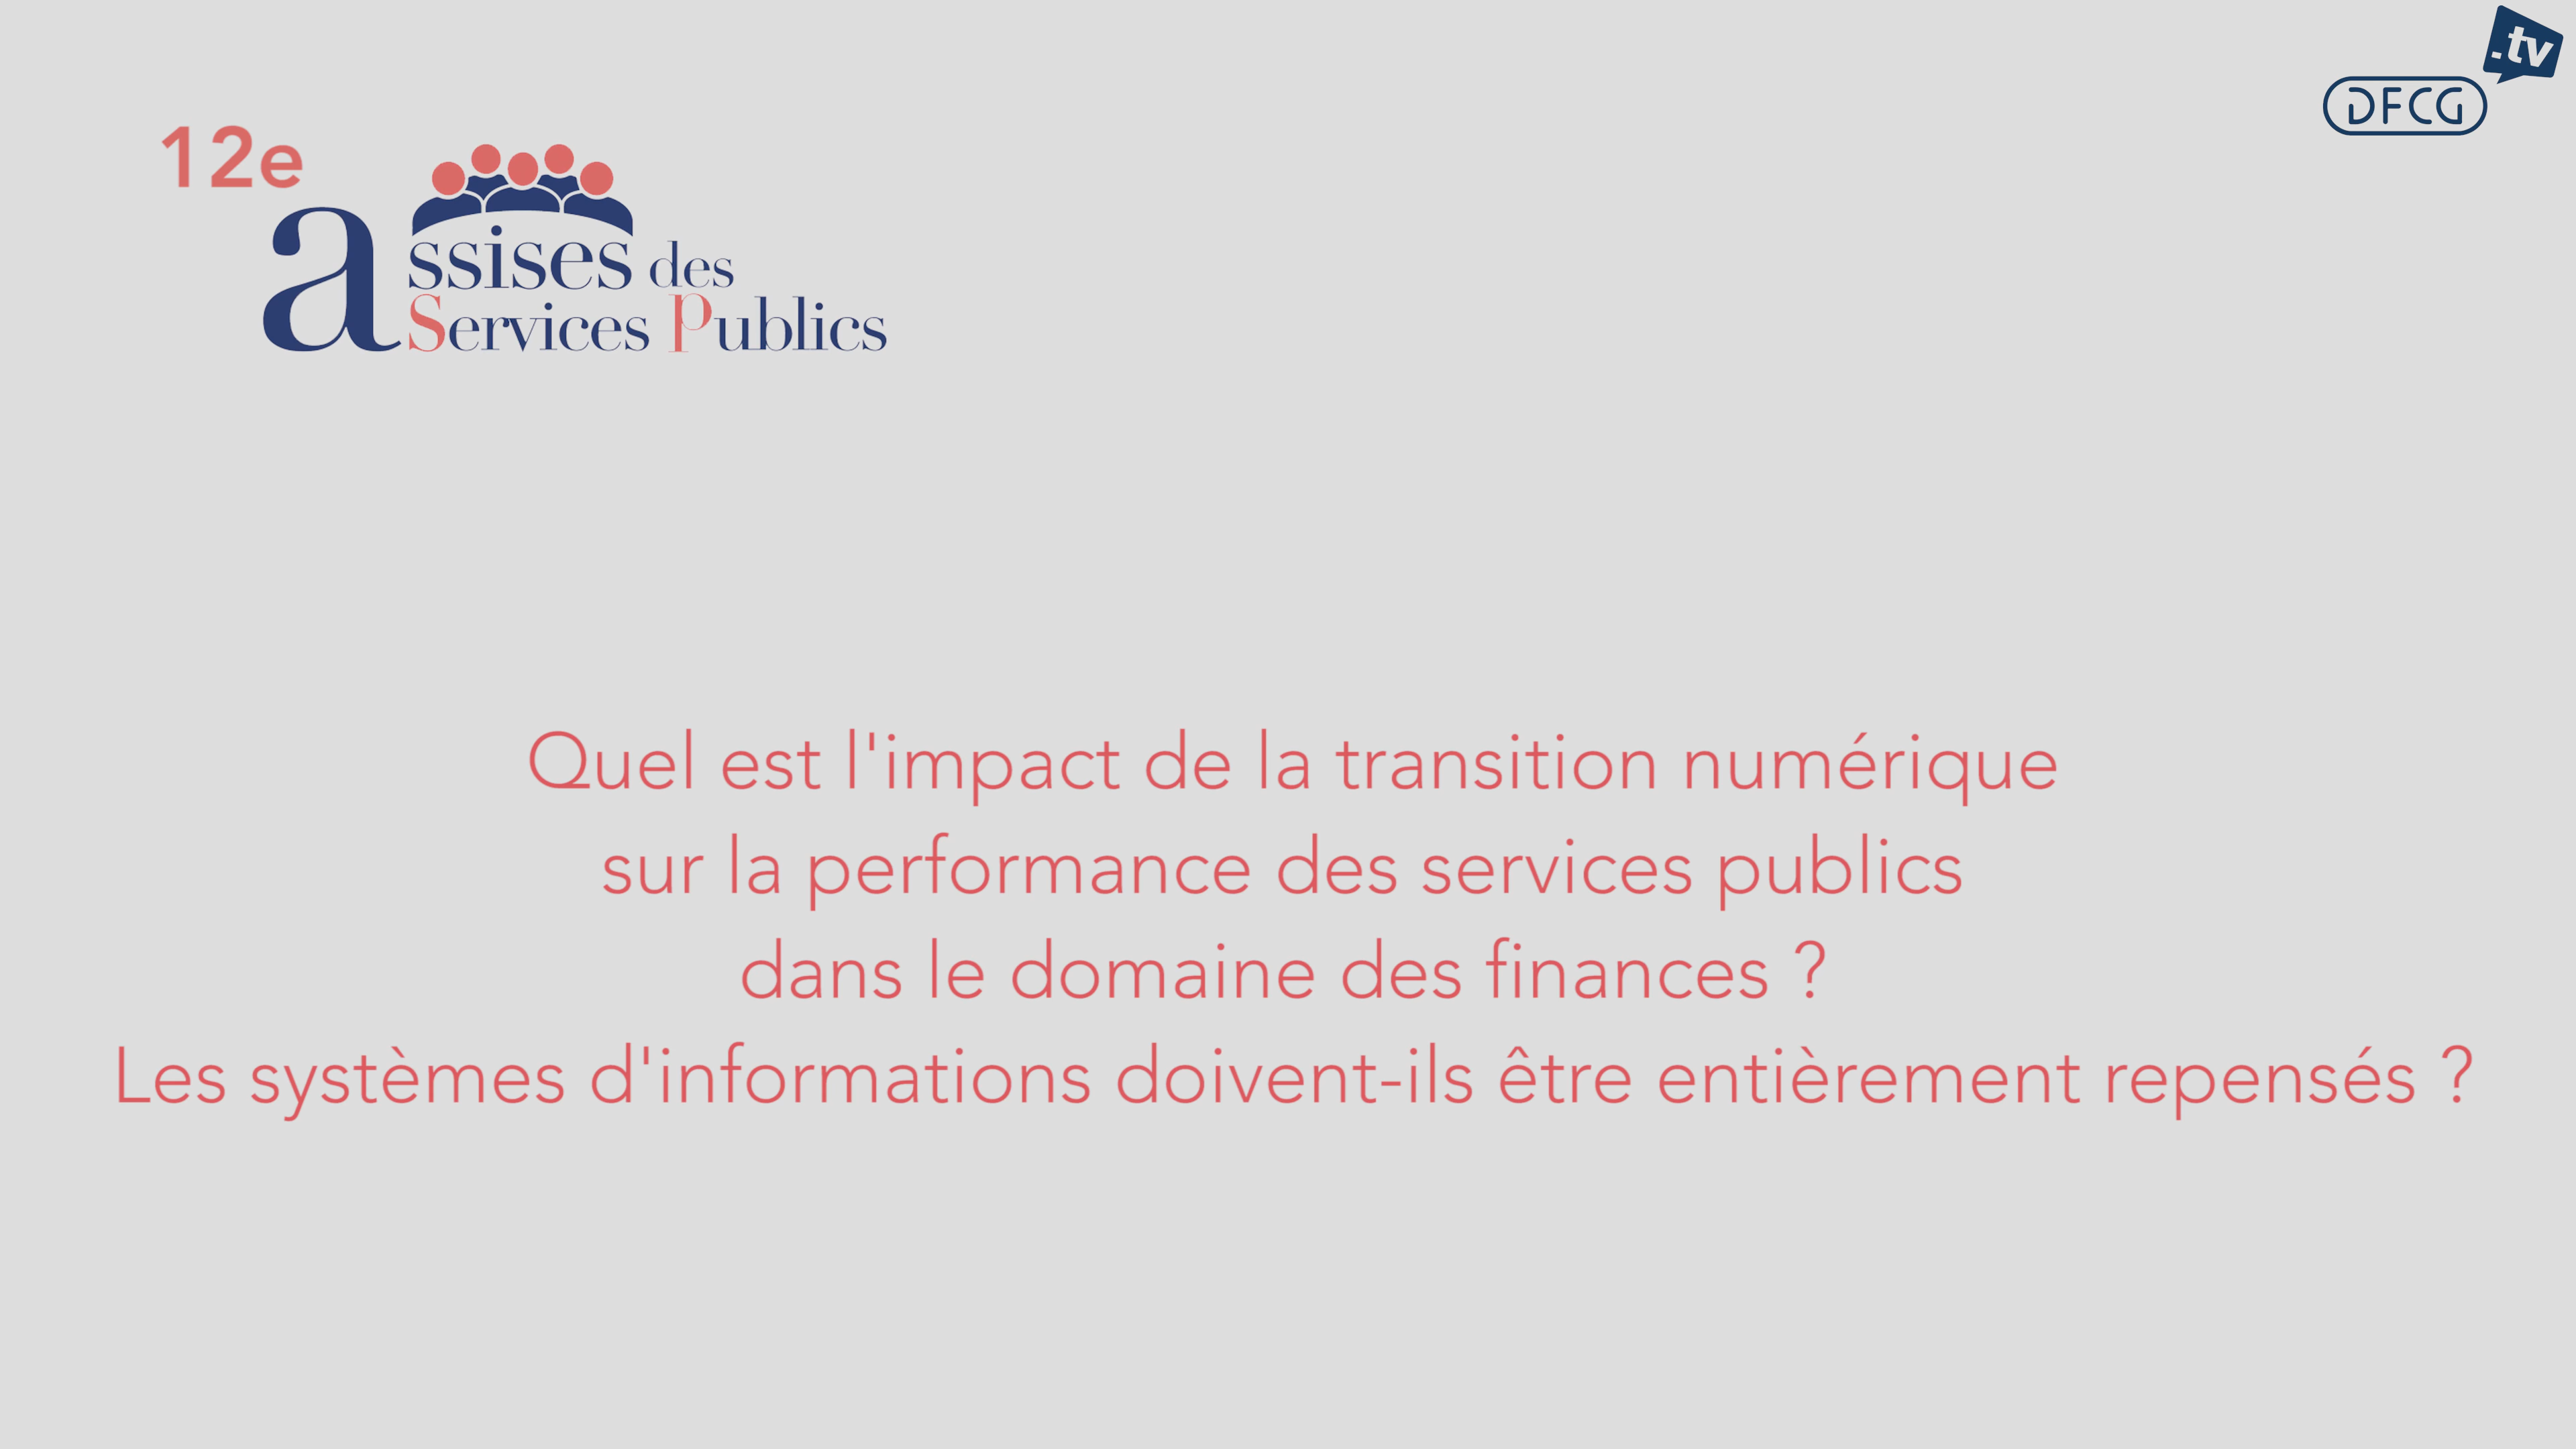 .tv
DFCG
12e
assises des
Services Publics
Quel est l'impact de la transition numérique
sur la performance des services publics
dans le domaine des finances ?
Les systèmes d'informations doivent-ils être entièrement repensés ?